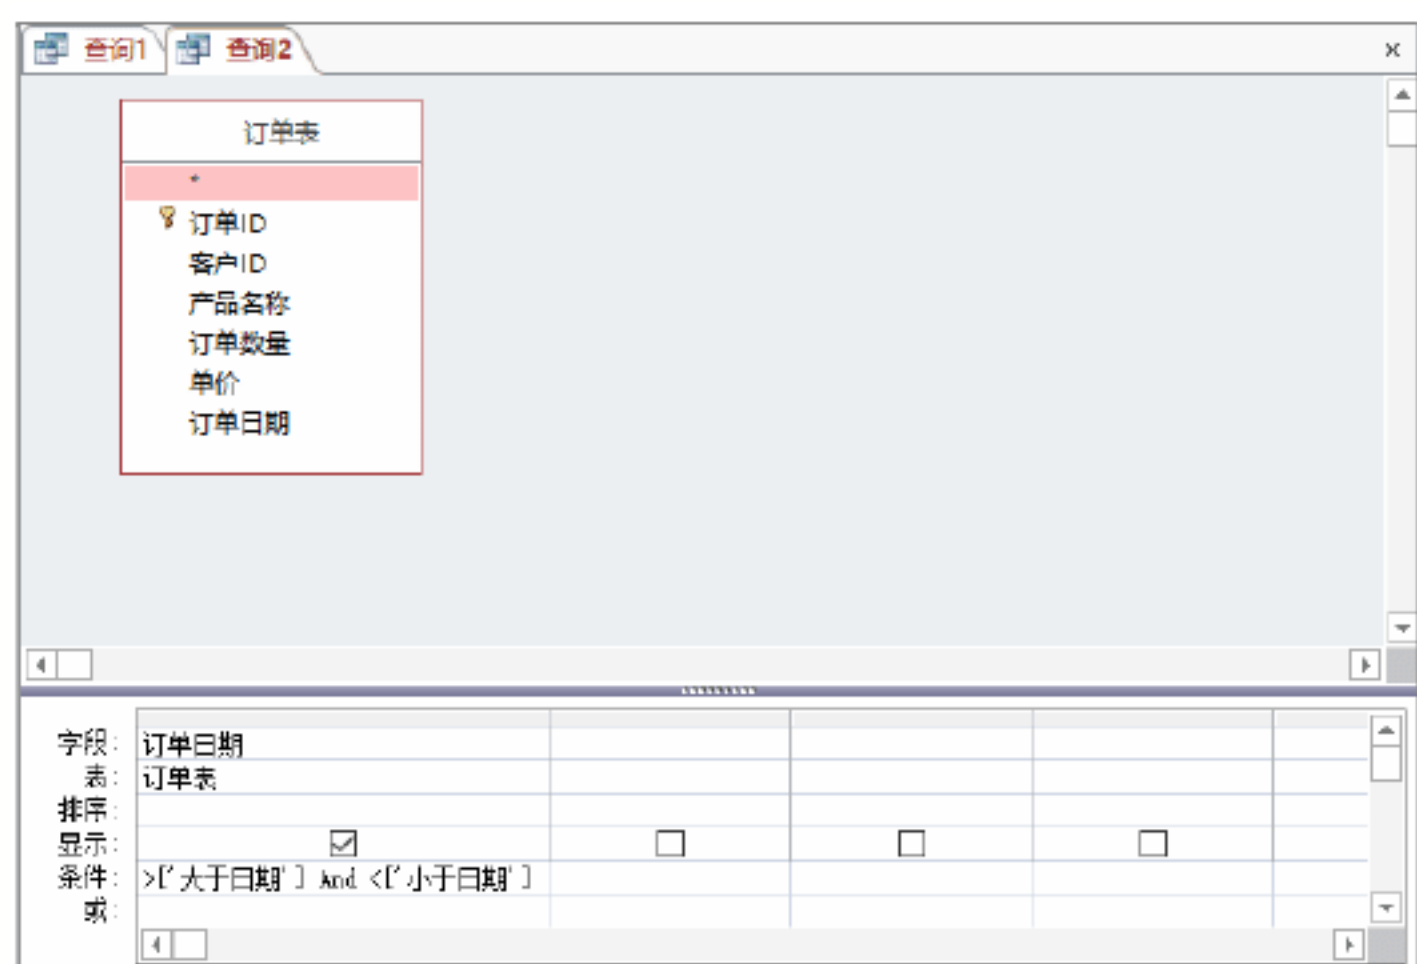 查询1 查询2
订单表
*
订单ID
客户ID
产品名称
订单数量
单价
订单日期
字段: 订单日期
表: 订单表
排序:
显示:
条件: >['大于日期'] And <['小于日期']
或: